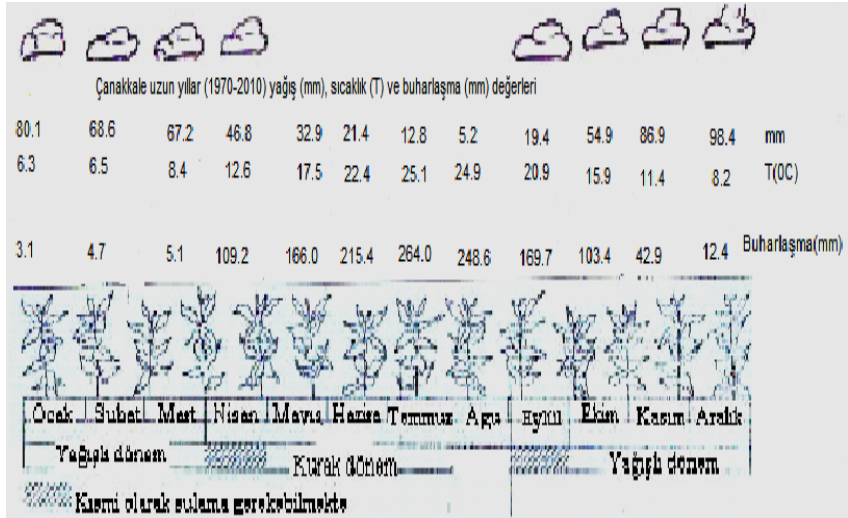 Çanakkale uzun yıllar (1970-2010) yağış (mm), sıcaklık (T) ve buharlaşma (mm) değerleri
80.1 68.6 67.2 46.8 32.9 21.4 12.8 5.2 19.4 54.9 86.9 98.4 mm
6.3 6.5 8.4 12.6 17.5 22.4 25.1 24.9 20.9 15.9 11.4 8.2 T(0C)
3.1 4.7 5.1 109.2 166.0 215.4 264.0 248.6 169.7 103.4 42.9 12.4 Buharlaşma(mm)
Ocak Şubat Mart Nisan Mayıs Temmuz Eylül Ekim Kasım Aralık
Yağışlı dönem Kurak dönem Yağışlı dönem
Kısmi olarak sulama gerekebilmekte